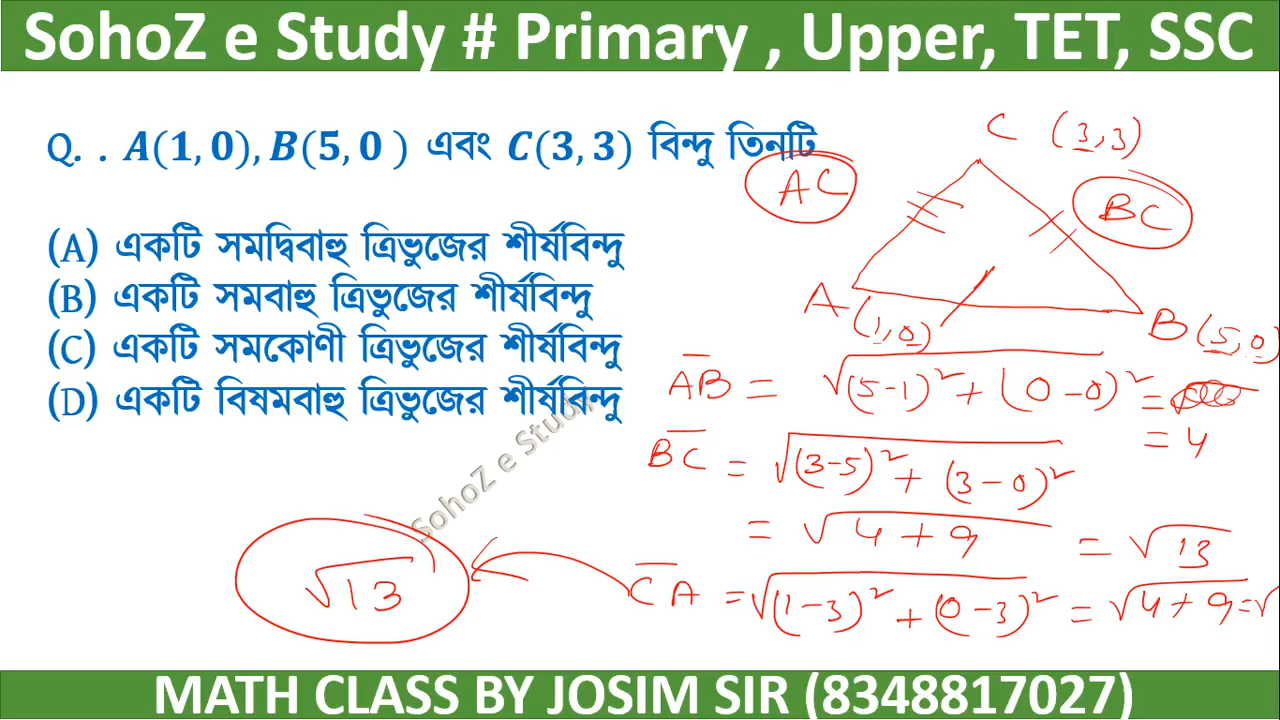 SohoZ e Study # Primary , Upper, TET, SSC
Q. . A(1, 0), B(5, 0 ) এবং C(3, 3) বিন্দু তিনটি
(A) একটি সমদ্বিবাহু ত্রিভুজের শীর্ষবিন্দু
(B) একটি সমবাহু ত্রিভুজের শীর্ষবিন্দু
(C) একটি সমকোণী ত্রিভুজের শীর্ষবিন্দু
(D) একটি বিষমবাহু ত্রিভুজের শীর্ষবিন্দু
SohoZ e Study
C (3,3)
AC
BC
A (1,0)
B (5,0)
AB = √(5-1)² + (0-0)² =
= 4
BC = √(3-5)² + (3-0)²
= √4+9 = √13
CA = √(1-3)² + (0-3)² = √4+9 = √
√13
MATH CLASS BY JOSIM SIR (8348817027)